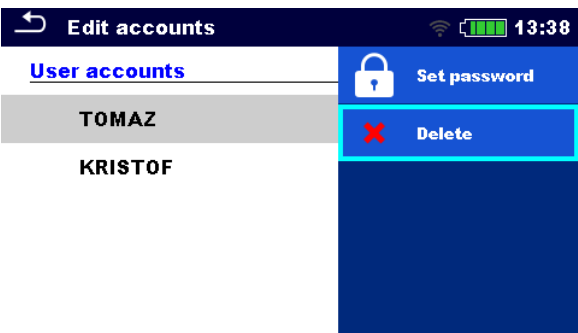 Edit accounts
13:38
User accounts
TOMAZ
KRISTOF
Set password
Delete